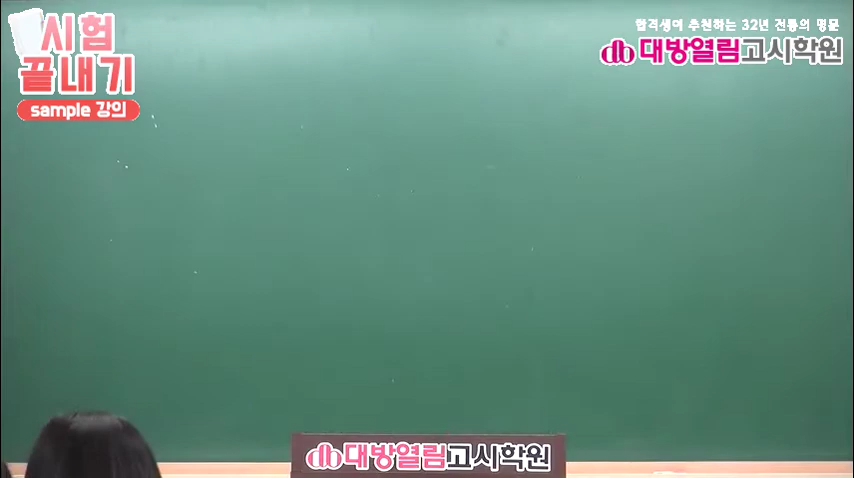 시험
끝내기
sample 강의
합격생이 추천하는 32년 전통의 명문
db 대방열림고시학원
db 대방열림고시학원